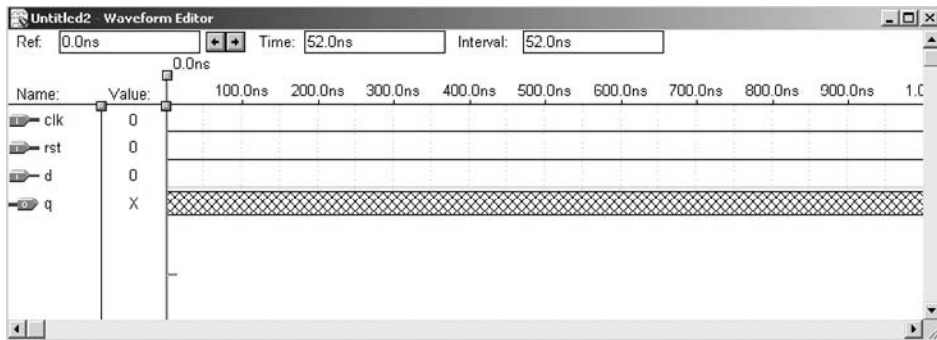 Untitled2 - Waveform Editor
Ref: 0.0ns Time: 52.0ns Interval: 52.0ns
0.0ns
Name: Value: 100.0ns 200.0ns 300.0ns 400.0ns 500.0ns 600.0ns 700.0ns 800.0ns 900.0ns 1.0
clk 0
rst 0
d 0
q X